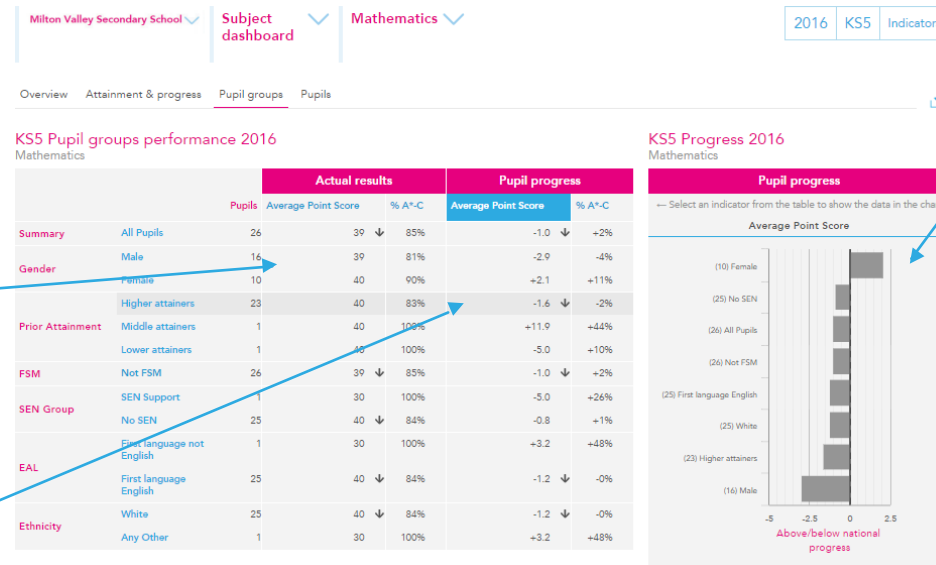 Milton Valley Secondary School
Subject dashboard
Mathematics
2016 KS5 Indicator
Overview Attainment & progress Pupil groups Pupils
KS5 Pupil groups performance 2016
Mathematics
Actual results Pupil progress
Pupils Average Point Score % A*-C Average Point Score % A*-C
Summary All Pupils 26 39 85% -1.0 +2%
Gender
Male 16 39 81% -2.9 -4%
Female 10 40 90% +2.1 +11%
Prior Attainment
Higher attainers 23 40 83% -1.6 -2%
Middle attainers 1 40 100% +11.9 +44%
Lower attainers 1 40 100% -5.0 +10%
FSM Not FSM 26 39 85% -1.0 +2%
SEN Group
SEN Support 1 30 100% -5.0 +26%
No SEN 25 40 84% -0.8 +1%
EAL
First language not English 1 30 100% +3.2 +48%
First language English 25 40 84% -1.2 -0%
Ethnicity
White 25 40 84% -1.2 -0%
Any Other 1 30 100% +3.2 +48%
KS5 Progress 2016
Mathematics
Pupil progress
← Select an indicator from the table to show the data in the cha
Average Point Score
(10) Female
(25) No SEN
(26) All Pupils
(26) Not FSM
(25) First language English
(25) White
(23) Higher attainers
(16) Male
-5 -2.5 0 2.5
Above/below national
progress